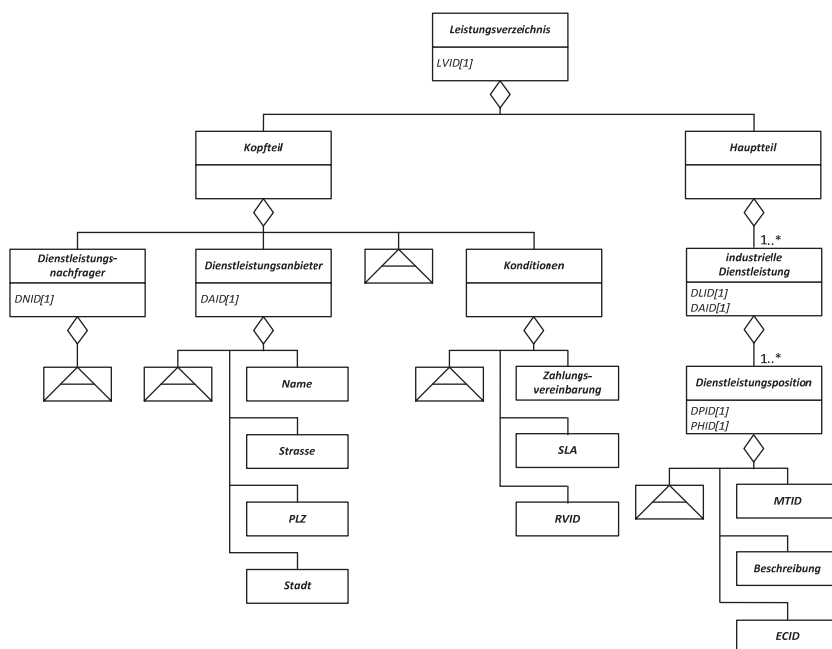 Leistungsverzeichnis
LVID[1]
Kopfteil
Hauptteil
1..*
Dienstleistungs-
nachfrager
DNID[1]
Dienstleistungsanbieter
DAID[1]
Konditionen
industrielle
Dienstleistung
DLID[1]
DAID[1]
1..*
Name
Zahlungs-
vereinbarung
Dienstleistungsposition
DPID[1]
PHID[1]
Strasse
SLA
PLZ
RVID
MTID
Stadt
Beschreibung
ECID